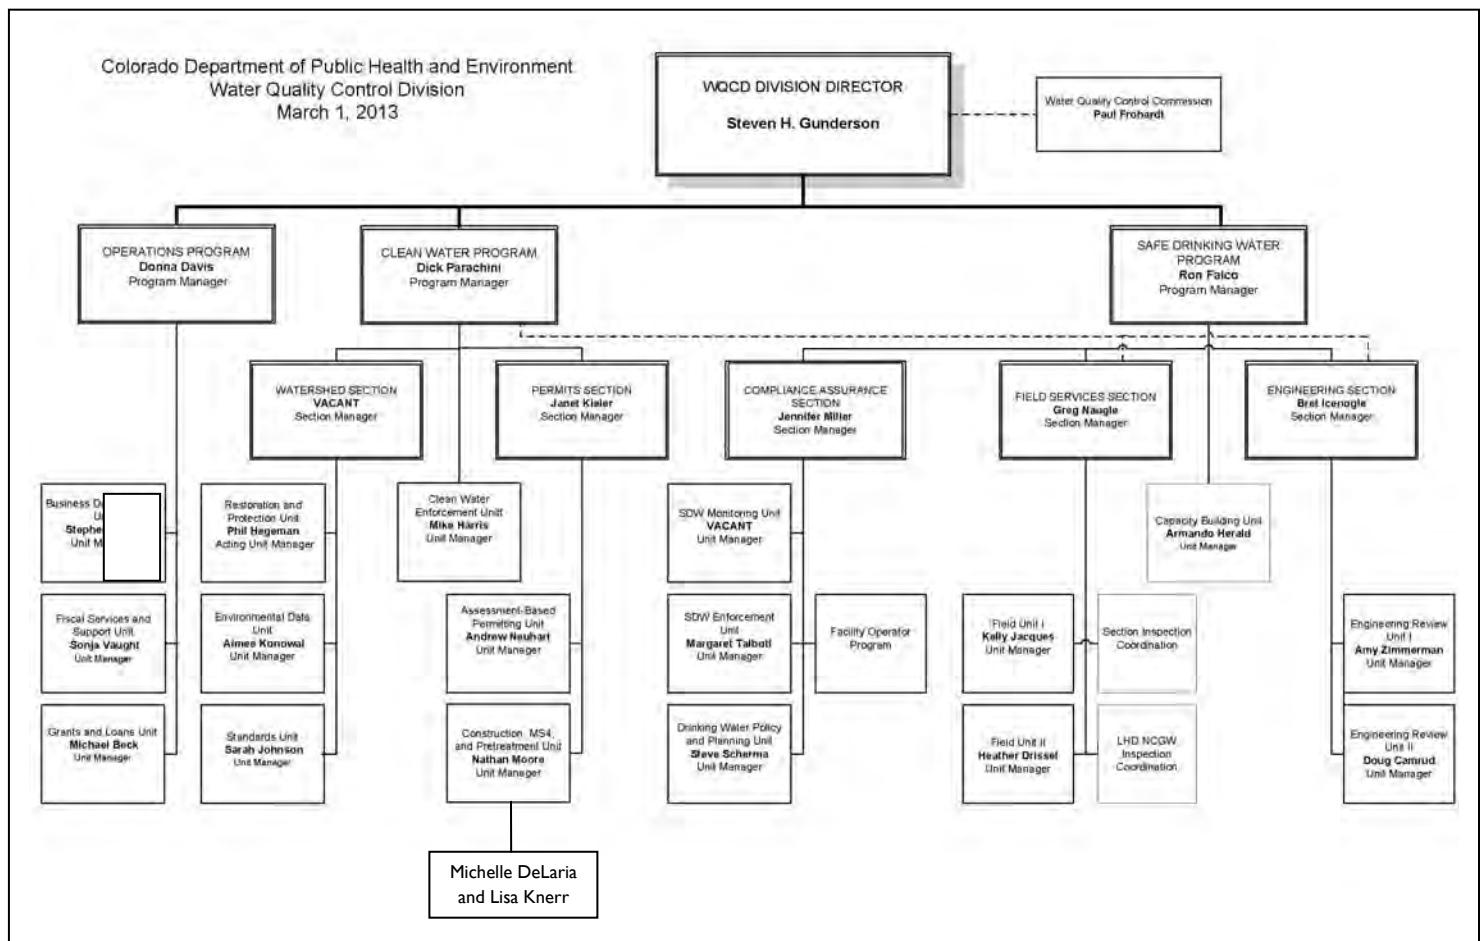 Colorado Department of Public Health and Environment
Water Quality Control Division
March 1, 2013
WQCD DIVISION DIRECTOR
Steven H. Gunderson
Water Quality Control Commission
Paul Frohardt
OPERATIONS PROGRAM
Donna Davis
Program Manager
CLEAN WATER PROGRAM
Dick Parachini
Program Manager
SAFE DRINKING WATER
PROGRAM
Ron Falco
Program Manager
WATERSHED SECTION
VACANT
Section Manager
PERMITS SECTION
Janet Kieler
Section Manager
COMPLIANCE ASSURANCE
SECTION
Jennifer Miller
Section Manager
FIELD SERVICES SECTION
Greg Naugle
Section Manager
ENGINEERING SECTION
Bret Icenogle
Section Manager
Business
Stephe
Unit
Restoration and
Protection Unit
Phil Hegeman
Acting Unit Manager
Clean Water
Enforcement Unit
Mike Harris
Unit Manager
SDW Monitoring Unit
VACANT
Unit Manager
Capacity Building Unit
Armando Herald
Unit Manager
Fiscal Services and
Support Unit
Sonja Vaught
Unit Manager
Environmental Data
Unit
Aimee Konowal
Unit Manager
Assessment-Based
Permitting Unit
Andrew Neuhart
Unit Manager
SDW Enforcement
Unit
Margaret Talbott
Unit Manager
Facility Operator
Program
Field Unit I
Kelly Jacques
Unit Manager
Section Inspection
Coordination
Engineering Review
Unit I
Amy Zimmerman
Unit Manager
Grants and Loans Unit
Michael Beck
Unit Manager
Standards Unit
Sarah Johnson
Unit Manager
Construction, MS4,
and Pretreatment Unit
Nathan Moore
Unit Manager
Drinking Water Policy
and Planning Unit
Steve Scherma
Unit Manager
Field Unit II
Heather Drissel
Unit Manager
LHD NCGW
Inspection
Coordination
Engineering Review
Unit II
Doug Camrud
Unit Manager
Michelle DeLaria
and Lisa Knerr